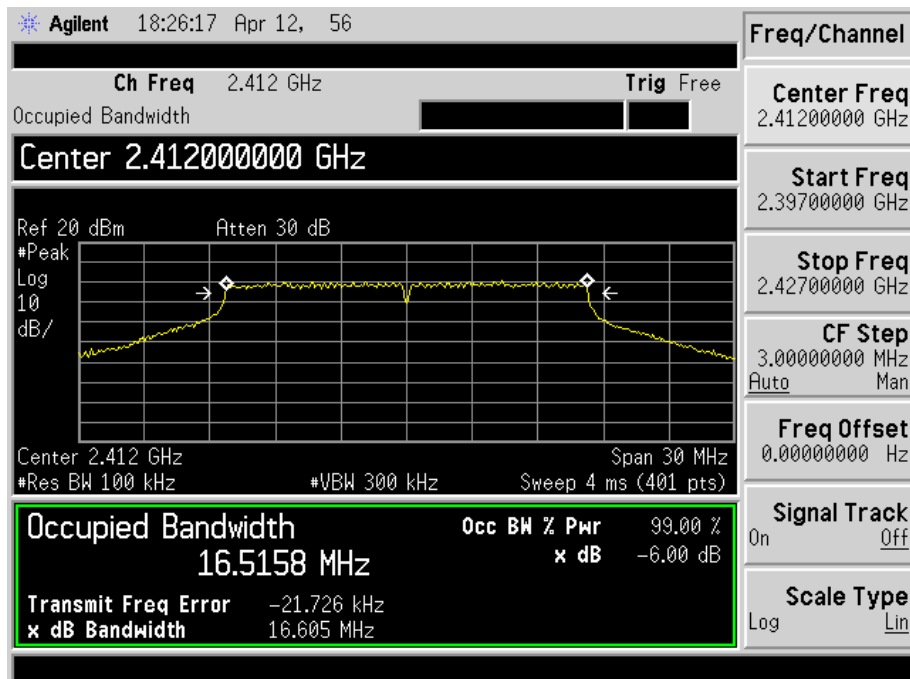 Agilent 18:26:17 Apr 12, 56
Freq/Channel
Ch Freq 2.412 GHz Trig Free
Occupied Bandwidth
Center 2.412000000 GHz
Ref 20 dBm Atten 30 dB
#Peak
Log
10
dB/
Center 2.412 GHz Span 30 MHz
#Res BW 100 kHz #VBW 300 kHz Sweep 4 ms (401 pts)
Occupied Bandwidth
16.5158 MHz
Occ BW % Pwr 99.00 %
x dB -6.00 dB
Transmit Freq Error -21.726 kHz
x dB Bandwidth 16.605 MHz
Center Freq
2.41200000 GHz
Start Freq
2.39700000 GHz
Stop Freq
2.42700000 GHz
CF Step
3.00000000 MHz
Auto Man
Freq Offset
0.00000000 Hz
Signal Track
On Off
Scale Type
Log Lin